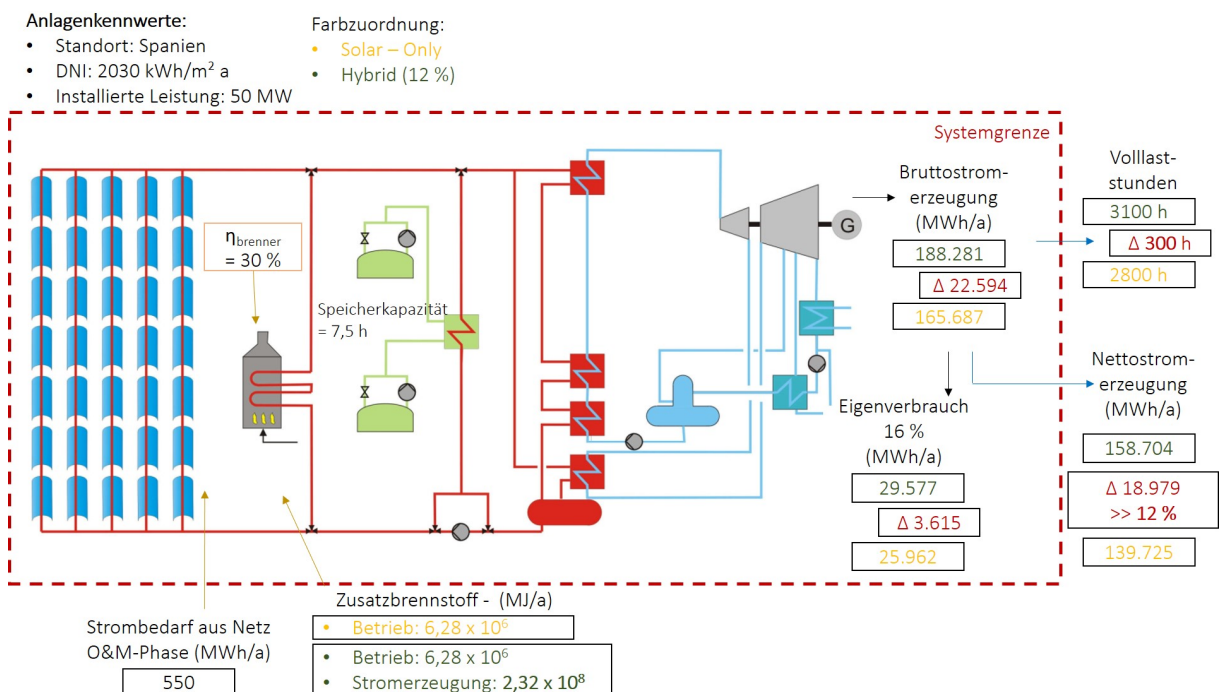 Anlagenkennwerte:
• Standort: Spanien
• DNI: 2030 kWh/m² a
• Installierte Leistung: 50 MW
Farbzuordnung:
• Solar – Only
• Hybrid (12 %)
Systemgrenze
η_brenner
= 30 %
Speicherkapazität
= 7,5 h
G
Bruttostrom-
erzeugung
(MWh/a)
188.281
Δ 22.594
165.687
Volllast-
stunden
3100 h
Δ 300 h
2800 h
Eigenverbrauch
16 %
(MWh/a)
29.577
Δ 3.615
25.962
Nettostrom-
erzeugung
(MWh/a)
158.704
Δ 18.979
>> 12 %
139.725
Strombedarf aus Netz
O&M-Phase (MWh/a)
550
Zusatzbrennstoff - (MJ/a)
• Betrieb: 6,28 x 10⁶
• Betrieb: 6,28 x 10⁶
• Stromerzeugung: 2,32 x 10⁸